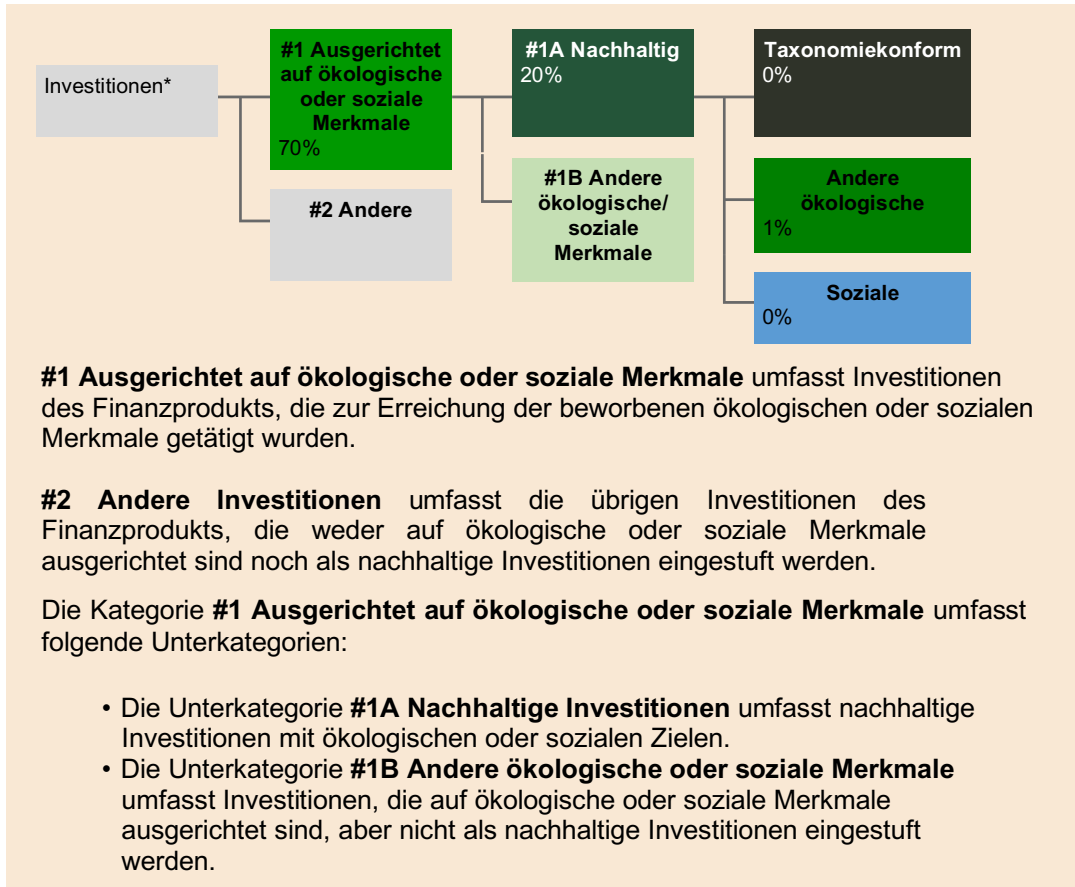 #1 Ausgerichtet
auf ökologische
oder soziale
Merkmale
70%
#1A Nachhaltig
20%
Taxonomiekonform
0%
Investitionen*
#2 Andere
#1B Andere
ökologische/
soziale
Merkmale
Andere
ökologische
1%
Soziale
0%
#1 Ausgerichtet auf ökologische oder soziale Merkmale umfasst Investitionen
des Finanzprodukts, die zur Erreichung der beworbenen ökologischen oder sozialen
Merkmale getätigt wurden.
#2 Andere Investitionen umfasst die übrigen Investitionen des
Finanzprodukts, die weder auf ökologische oder soziale Merkmale
ausgerichtet sind noch als nachhaltige Investitionen eingestuft werden.
Die Kategorie #1 Ausgerichtet auf ökologische oder soziale Merkmale umfasst
folgende Unterkategorien:
• Die Unterkategorie #1A Nachhaltige Investitionen umfasst nachhaltige
Investitionen mit ökologischen oder sozialen Zielen.
• Die Unterkategorie #1B Andere ökologische oder soziale Merkmale
umfasst Investitionen, die auf ökologische oder soziale Merkmale
ausgerichtet sind, aber nicht als nachhaltige Investitionen eingestuft
werden.